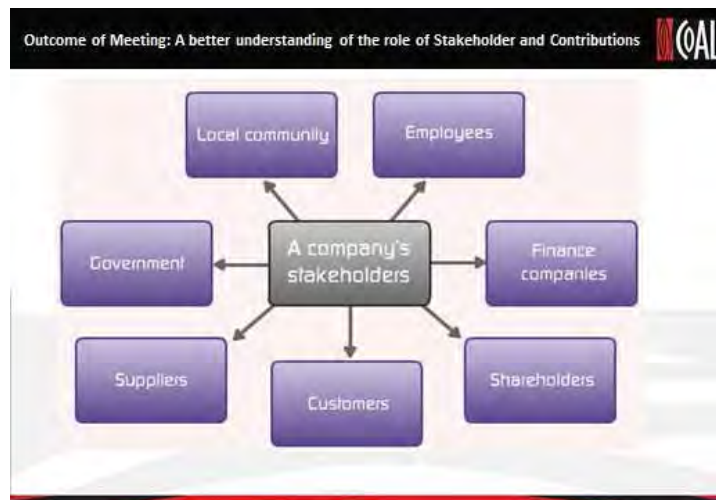 Outcome of Meeting: A better understanding of the role of Stakeholder and Contributions
COAL
Local community
Employees
Government
A company's
stakeholders
Finance
companies
Suppliers
Customers
Shareholders